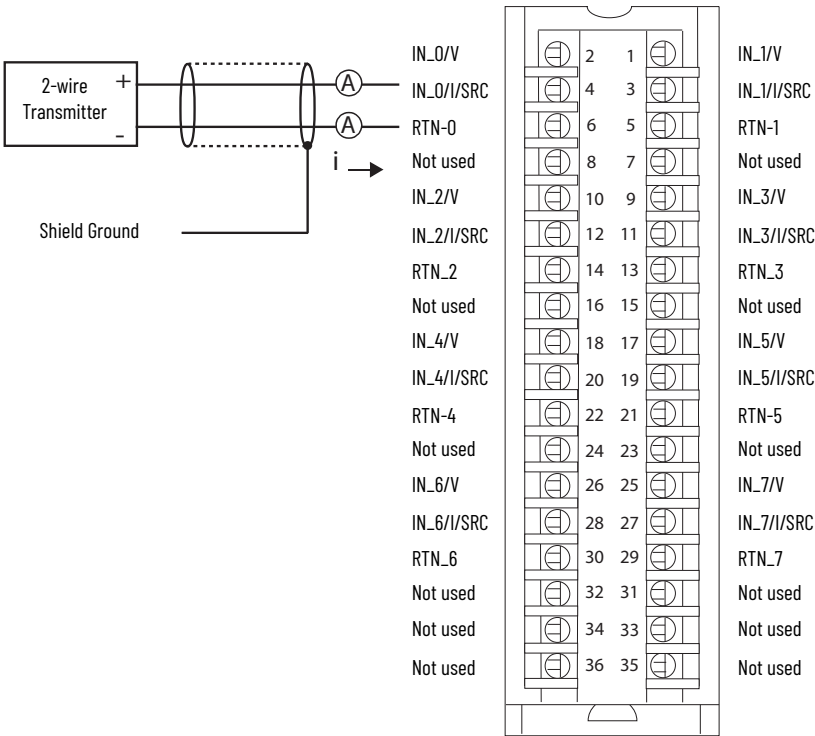 IN_0/V 2 1 IN_1/V
2-wire + A IN_0/I/SRC 4 3 IN_1/I/SRC
Transmitter - A RTN-0 6 5 RTN-1
i Not used 8 7 Not used
IN_2/V 10 9 IN_3/V
Shield Ground IN_2/I/SRC 12 11 IN_3/I/SRC
RTN_2 14 13 RTN_3
Not used 16 15 Not used
IN_4/V 18 17 IN_5/V
IN_4/I/SRC 20 19 IN_5/I/SRC
RTN-4 22 21 RTN-5
Not used 24 23 Not used
IN_6/V 26 25 IN_7/V
IN_6/I/SRC 28 27 IN_7/I/SRC
RTN_6 30 29 RTN_7
Not used 32 31 Not used
Not used 34 33 Not used
Not used 36 35 Not used